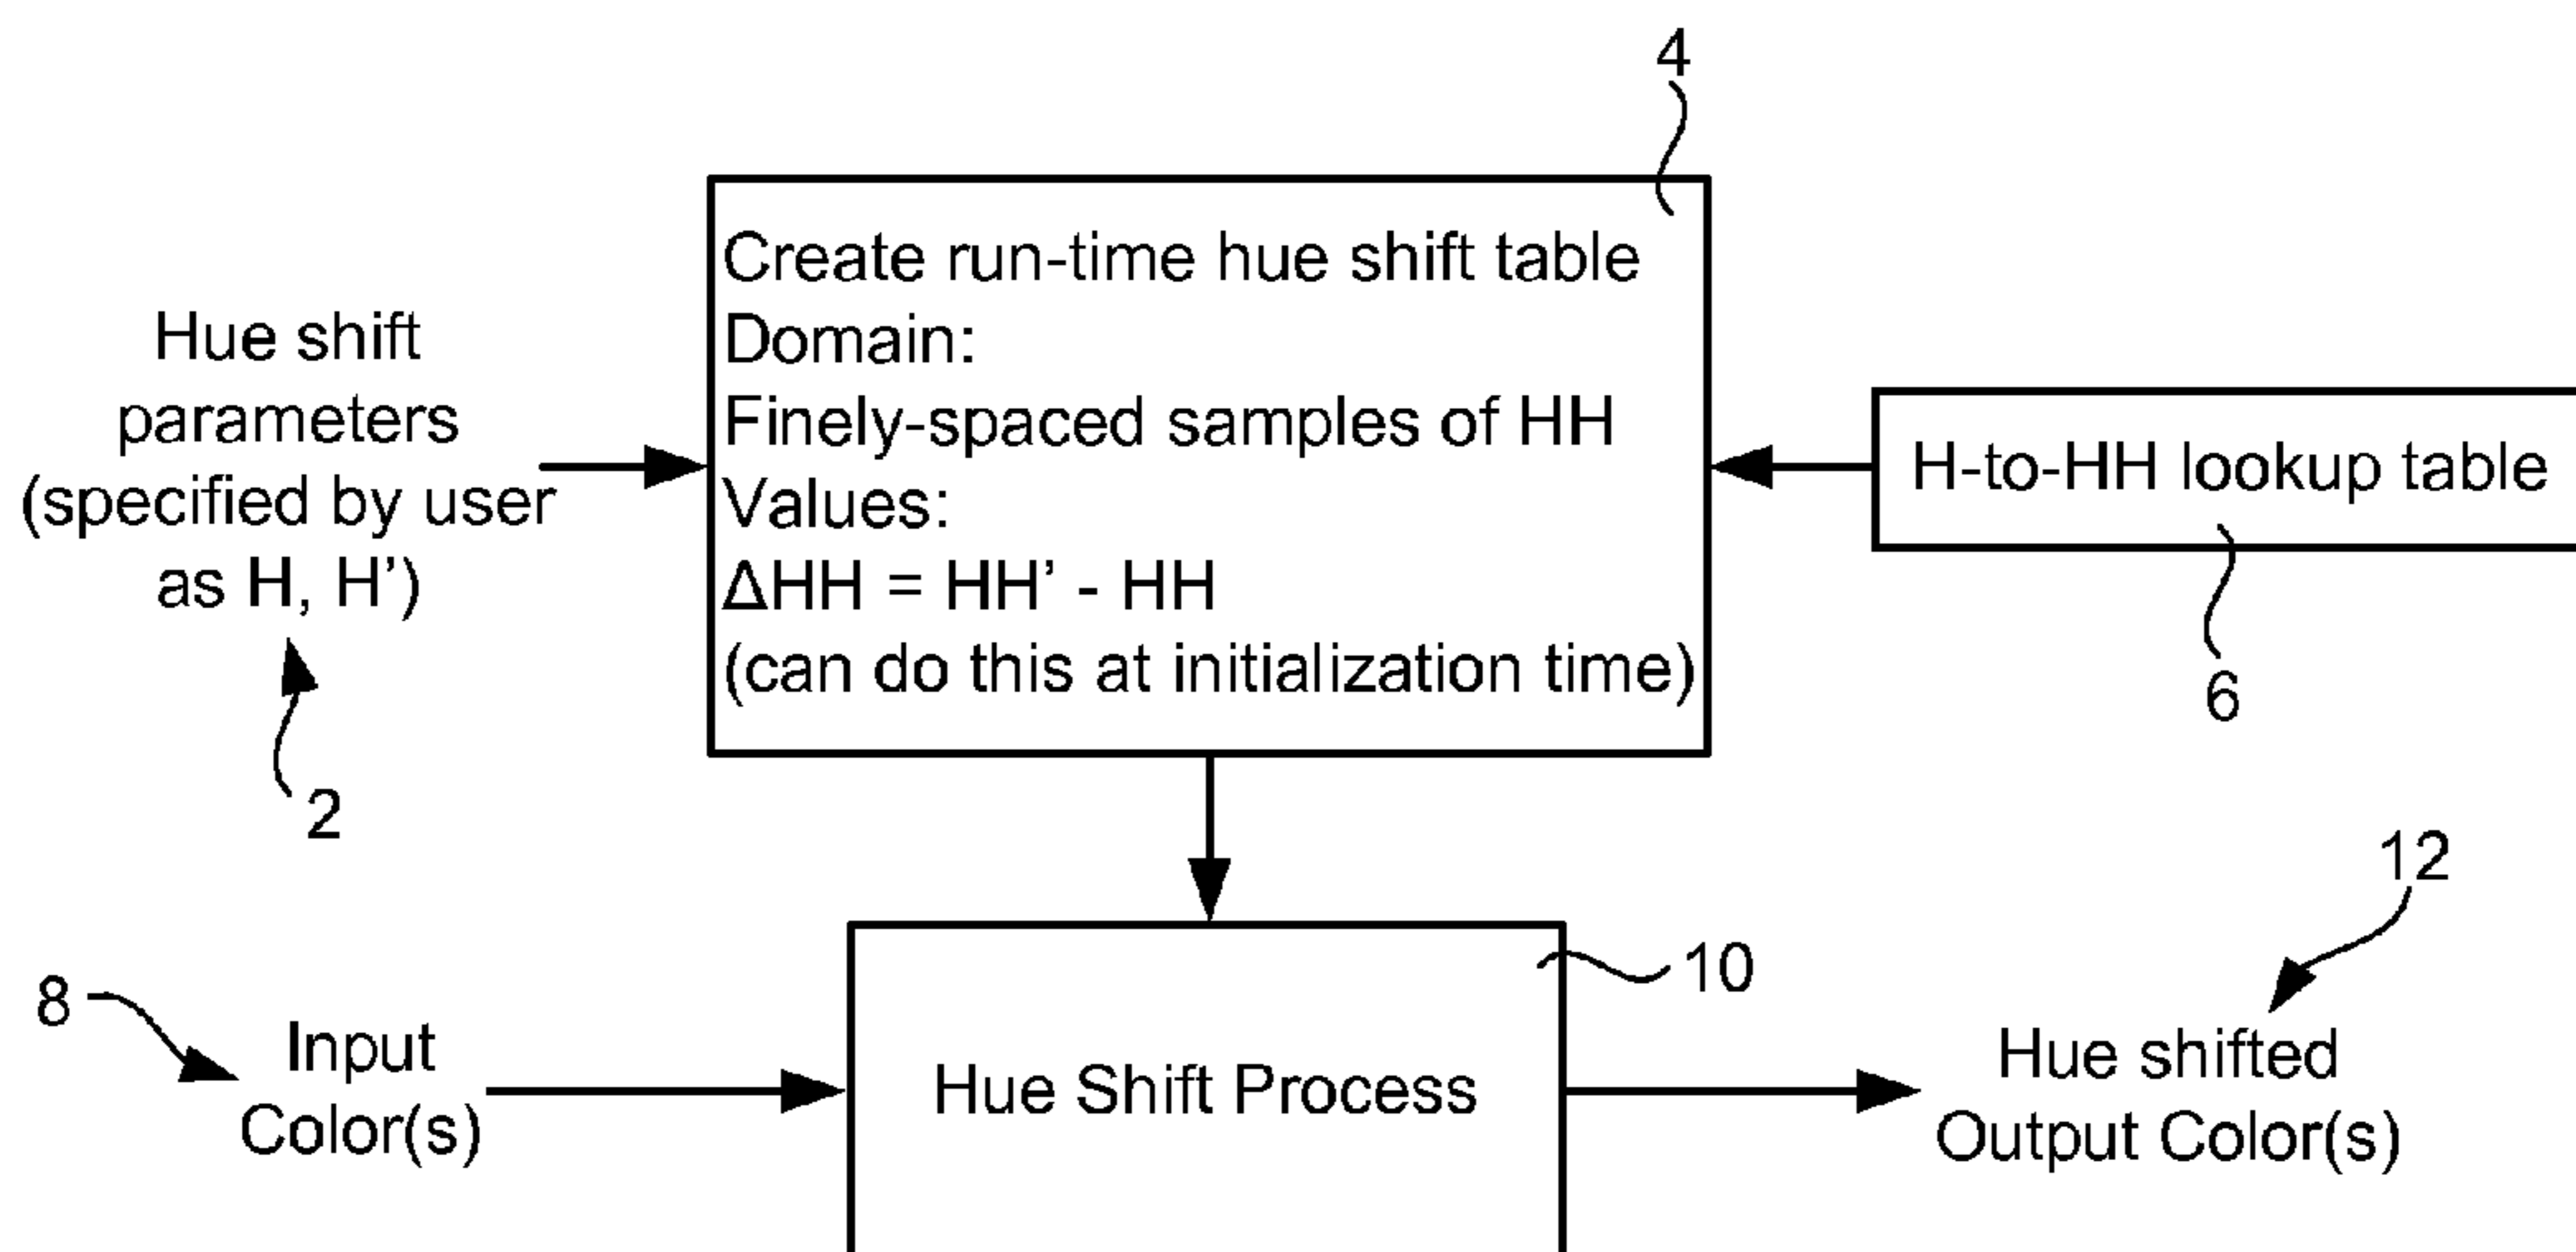 4
Create run-time hue shift table
Domain:
Finely-spaced samples of HH
Values:
ΔHH = HH' - HH
(can do this at initialization time)
Hue shift
parameters
(specified by user
as H, H')
2
H-to-HH lookup table
6
12
10
8
Input
Color(s)
Hue Shift Process
Hue shifted
Output Color(s)